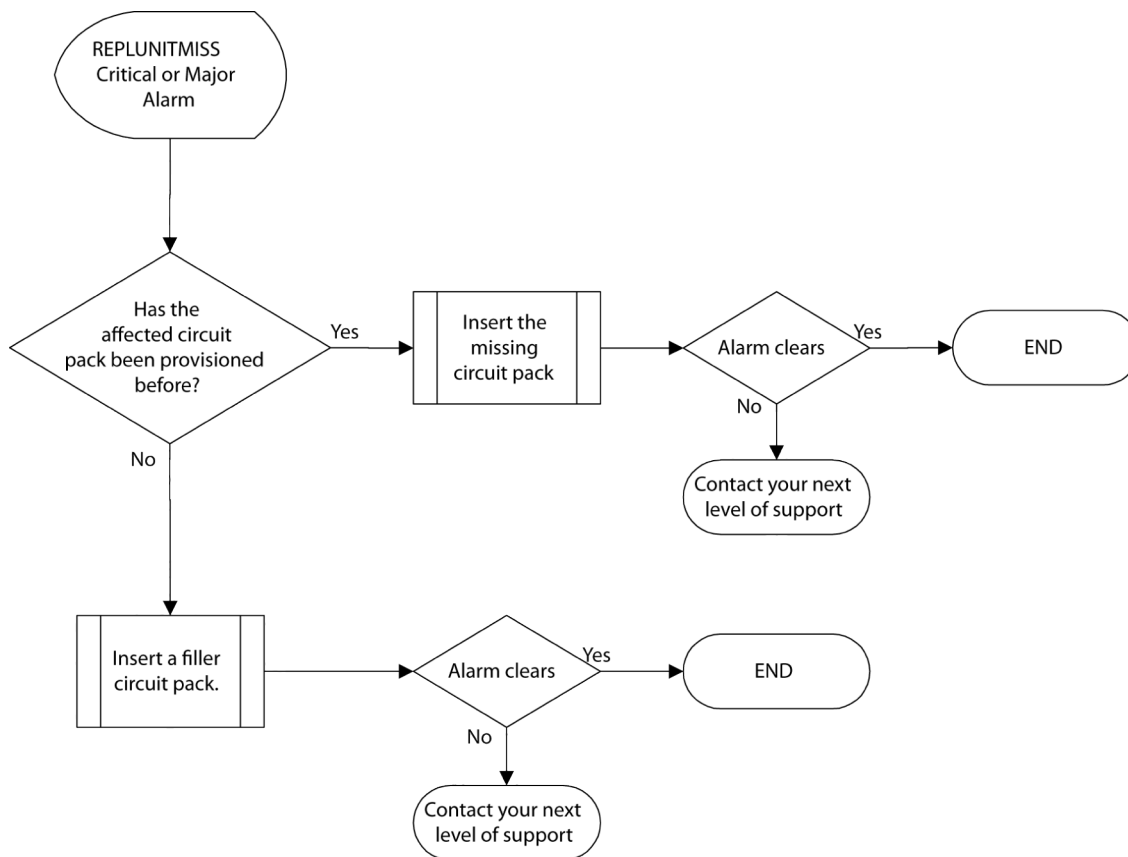 REPLUNITMISS
Critical or Major
Alarm
Has the
affected circuit
pack been provisioned
before?
Yes
Insert the
missing
circuit pack
Alarm clears
Yes
END
No
Contact your next
level of support
No
Insert a filler
circuit pack.
Alarm clears
Yes
END
No
Contact your next
level of support